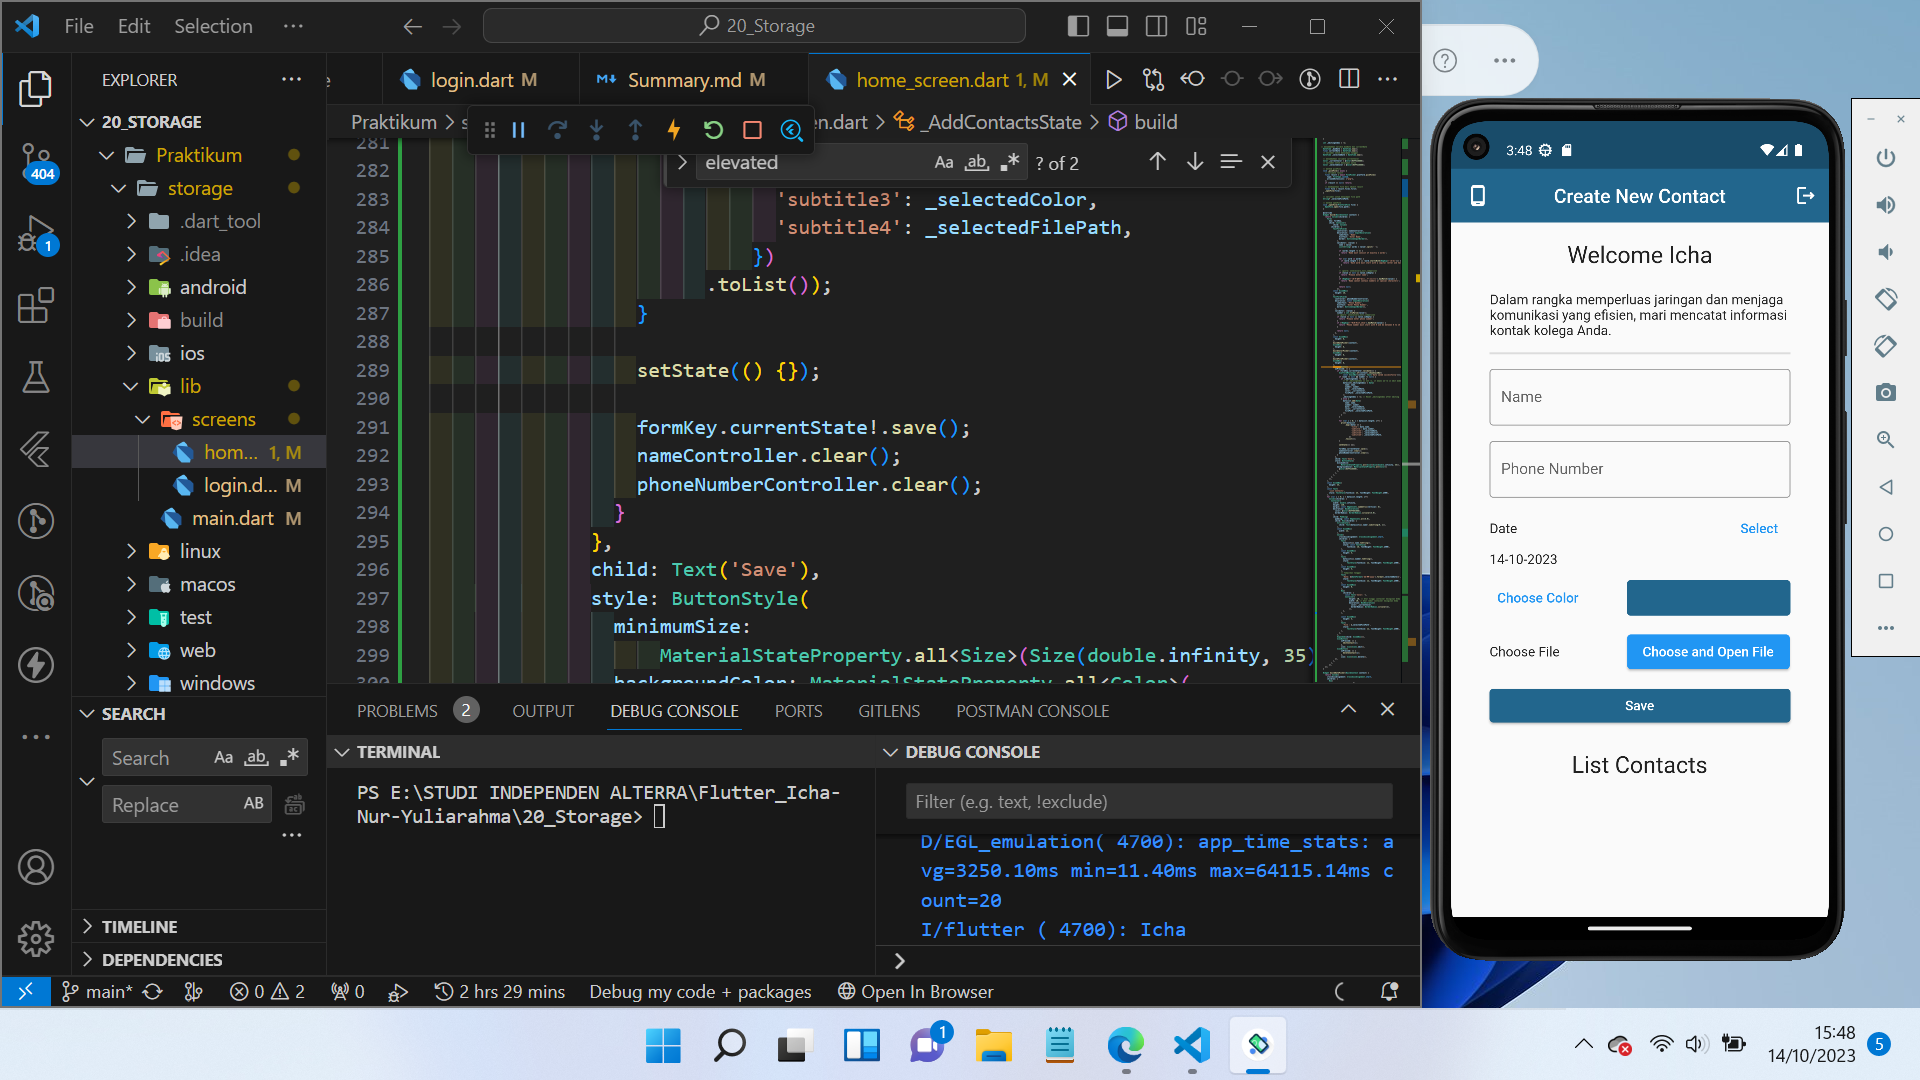 File Edit Selection ···
20_Storage
EXPLORER
20_STORAGE
Praktikum
storage
.dart_tool
.idea
android
build
ios
lib
screens
hom... 1, M
login.d... M
main.dart M
linux
macos
test
web
windows
404
1
SEARCH
Search Aa ab
Replace AB
TIMELINE
DEPENDENCIES
login.dart M
Summary.md M
home_screen.dart 1, M
Praktikum > s
en.dart > _AddContactsState > build
elevated Aa ab ? of 2
281
282
283 'subtitle3': _selectedColor,
284 'subtitle4': _selectedFilePath,
285 })
286 .toList());
287 }
288
289 setState(() {});
290
291 formKey.currentState!.save();
292 nameController.clear();
293 phoneNumberController.clear();
294 }
295 },
296 child: Text('Save'),
297 style: ButtonStyle(
298 minimumSize:
299 MaterialStateProperty.all<Size>(Size(double.infinity, 35)
300 backgroundColor: MaterialStateProperty.all<Color>(
PROBLEMS 2 OUTPUT DEBUG CONSOLE PORTS GITLENS POSTMAN CONSOLE
TERMINAL
PS E:\STUDI INDEPENDEN ALTERRA\Flutter_Icha-
Nur-Yuliarahma\20_Storage>
DEBUG CONSOLE
Filter (e.g. text, !exclude)
D/EGL_emulation( 4700): app_time_stats: a
vg=3250.10ms min=11.40ms max=64115.14ms c
ount=20
I/flutter ( 4700): Icha
main* 0 2 0 2 hrs 29 mins Debug my code + packages Open In Browser
3:48
Create New Contact
Welcome Icha
Dalam rangka memperluas jaringan dan menjaga
komunikasi yang efisien, mari mencatat informasi
kontak kolega Anda.
Name
Phone Number
Date Select
14-10-2023
Choose Color
Choose File Choose and Open File
Save
List Contacts
1
15:48
14/10/2023
5